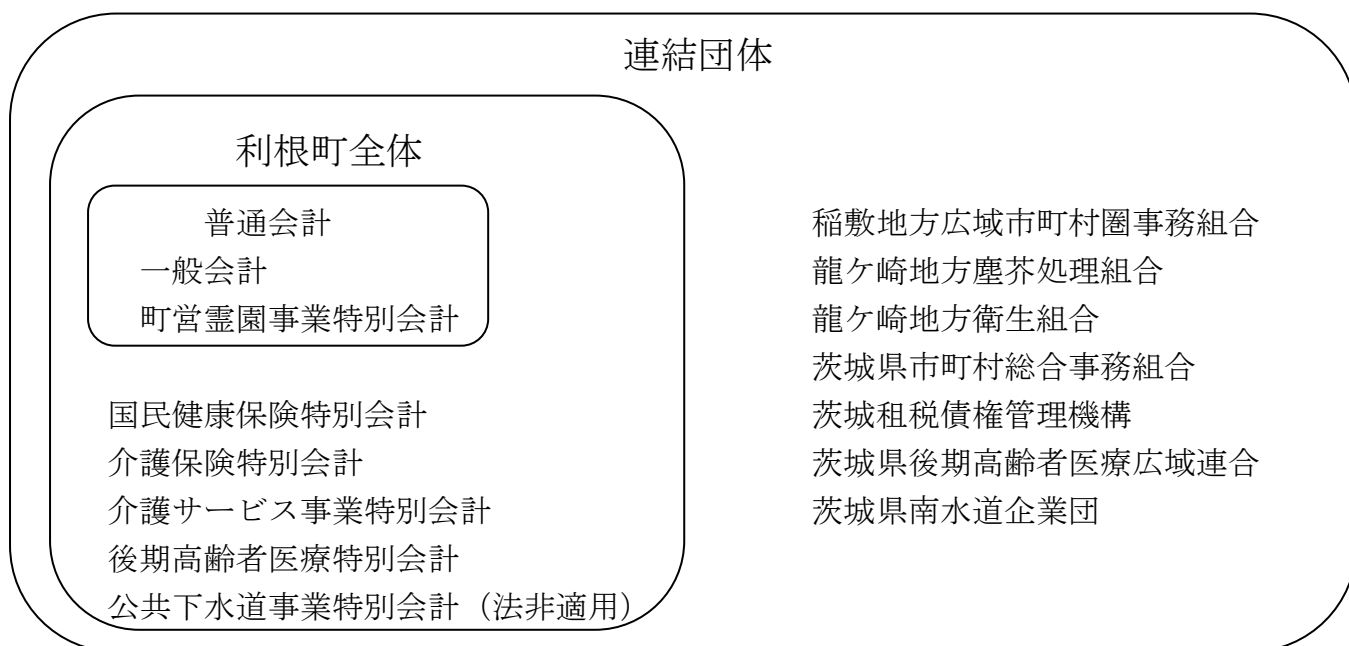 連結団体
利根町全体
普通会計
一般会計
町営霊園事業特別会計
国民健康保険特別会計
介護保険特別会計
介護サービス事業特別会計
後期高齢者医療特別会計
公共下水道事業特別会計（法非適用）
稲敷地方広域市町村圏事務組合
龍ケ崎地方塵芥処理組合
龍ケ崎地方衛生組合
茨城県市町村総合事務組合
茨城租税債権管理機構
茨城県後期高齢者医療広域連合
茨城県南水道企業団